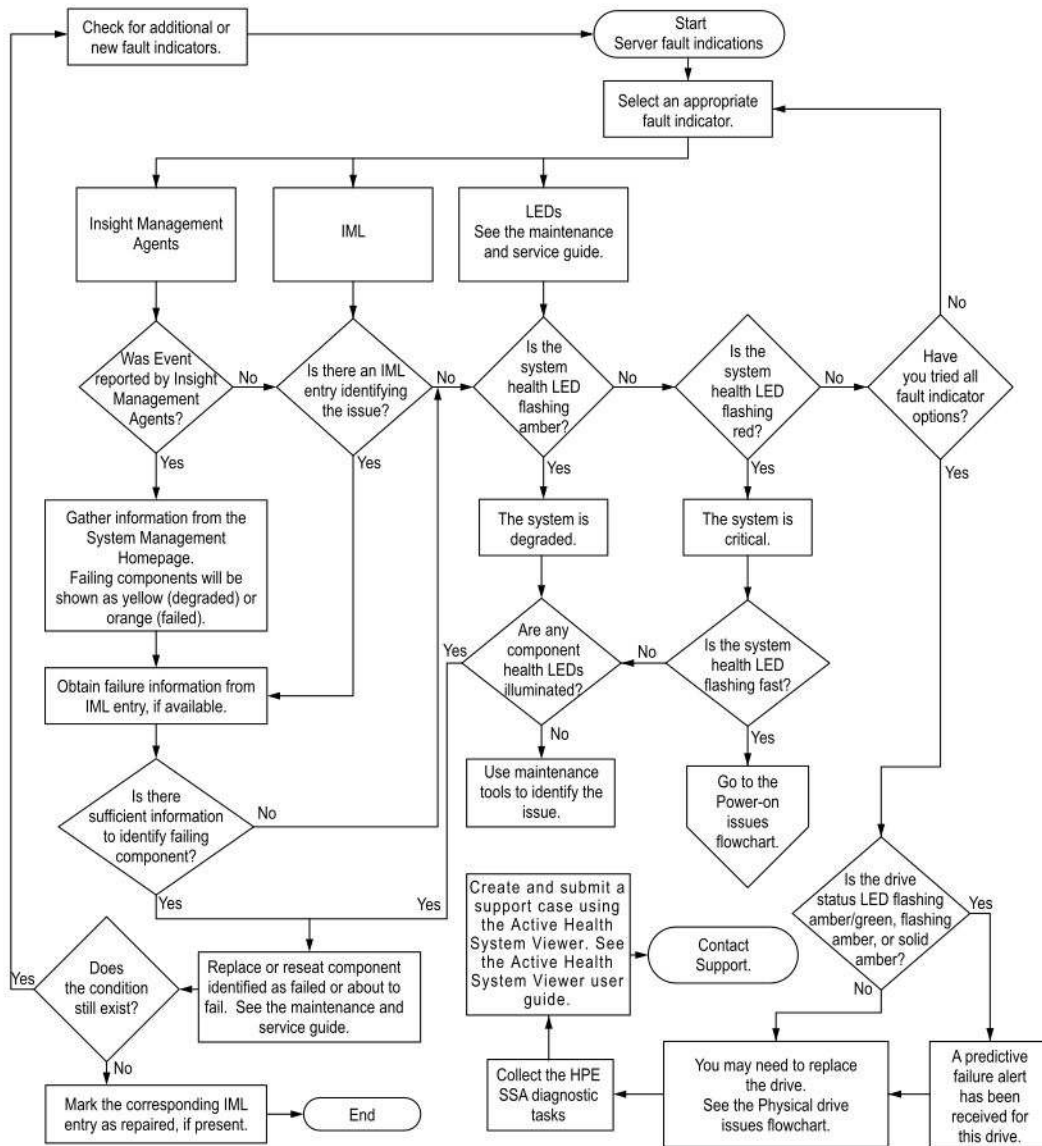 Check for additional or
new fault indicators.
Start
Server fault indications
Select an appropriate
fault indicator.
Insight Management
Agents
IML
LEDs
See the maintenance
and service guide.
No
Was Event
reported by Insight
Management
Agents?
No
Is there an IML
entry identifying
the issue?
No
Is the
system
health LED
flashing
amber?
No
Is the
system
health LED
flashing
red?
No
Have
you tried all
fault indicator
options?
Yes
Yes
Yes
Yes
Yes
Gather information from the
System Management
Homepage.
Failing components will be
shown as yellow (degraded) or
orange (failed).
The system is
degraded.
The system is
critical.
Obtain failure information from
IML entry, if available.
Yes
Are any
component
health LEDs
illuminated?
No
Is the system
health LED
flashing fast?
No
Yes
Is there
sufficient information
to identify failing
component?
No
Use maintenance
tools to identify the
issue.
Go to the
Power-on
issues
flowchart.
Yes
Yes
Create and submit a
support case using
the Active Health
System Viewer. See
the Active Health
System Viewer user
guide.
Contact
Support.
Is the drive
status LED flashing
amber/green, flashing
amber, or solid
amber?
Yes
No
Yes
Does
the condition
still exist?
Replace or reseat component
identified as failed or about to
fail. See the maintenance and
service guide.
No
Mark the corresponding IML
entry as repaired, if present.
End
Collect the HPE
SSA diagnostic
tasks
You may need to replace
the drive.
See the Physical drive
issues flowchart.
A predictive
failure alert
has been
received for
this drive.